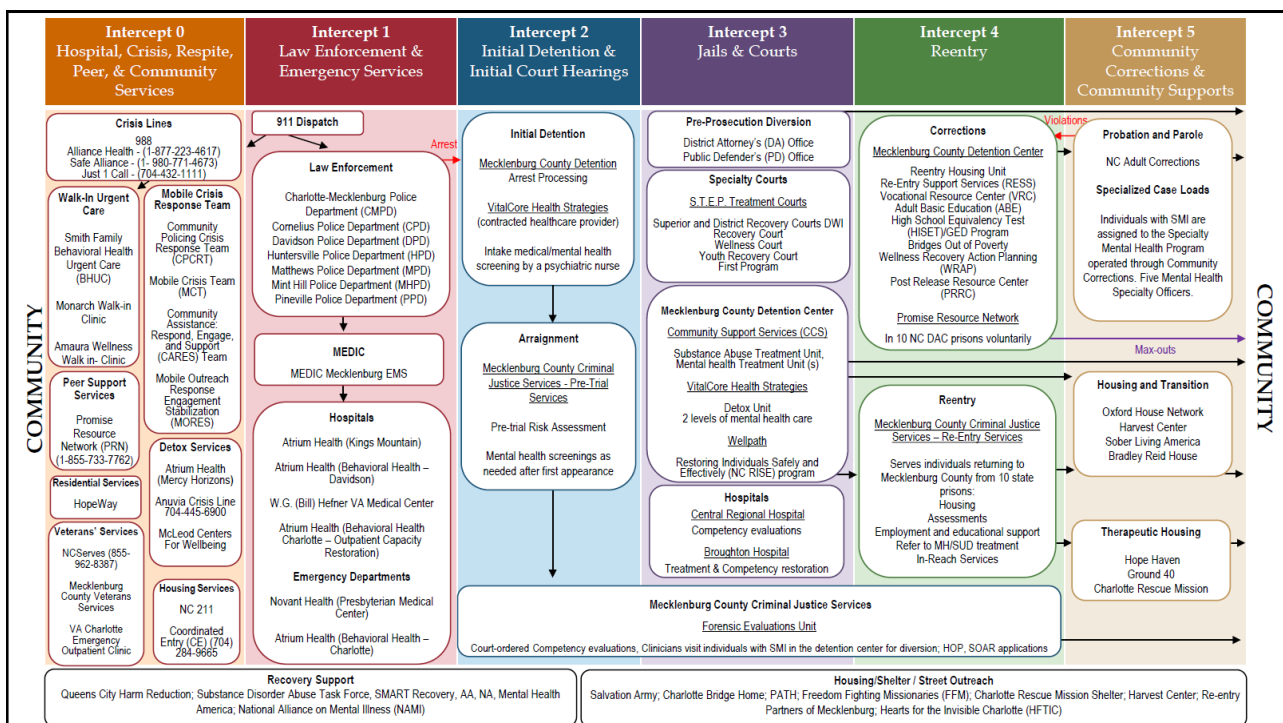 Intercept 0
Hospital, Crisis, Respite,
Peer, & Community
Services
Intercept 1
Law Enforcement &
Emergency Services
Intercept 2
Initial Detention &
Initial Court Hearings
Intercept 3
Jails & Courts
Intercept 4
Reentry
Intercept 5
Community
Corrections &
Community Supports
COMMUNITY
Crisis Lines
988
Alliance Health - (1-877-223-4617)
Safe Alliance - (1- 980-771-4673)
Just 1 Call - (704-432-1111)
Walk-In Urgent
Care
Smith Family
Behavioral Health
Urgent Care (BHUC)
Monarch Walk-in
Clinic
Amaura Wellness
Walk in- Clinic
Mobile Crisis
Response Team
Community
Policing Crisis
Response Team
(CPCRT)
Mobile Crisis Team
(MCT)
Community
Assistance:
Respond, Engage,
and Support
(CARES) Team
Mobile Outreach
Response
Engagement
Stabilization
(MORES)
Peer Support
Services
Promise
Resource
Network (PRN)
(1-855-733-7762)
Residential Services
HopeWay
Detox Services
Atrium Health
(Mercy Horizons)
Anuvia Crisis Line
704-445-6900
McLeod Centers
For Wellbeing
Veterans' Services
NCServes (855-
962-8387)
Mecklenburg
County Veterans
Services
VA Charlotte
Emergency
Outpatient Clinic
Housing Services
NC 211
Coordinated
Entry (CE) (704)
284-9665
911 Dispatch
Arrest
Law Enforcement
Charlotte-Mecklenburg Police
Department (CMPD)
Cornelius Police Department (CPD)
Davidson Police Department (DPD)
Huntersville Police Department (HPD)
Matthews Police Department (MPD)
Mint Hill Police Department (MHPD)
Pineville Police Department (PPD)
MEDIC
MEDIC Mecklenburg EMS
Hospitals
Atrium Health (Kings Mountain)
Atrium Health (Behavioral Health –
Davidson)
W.G. (Bill) Hefner VA Medical Center
Atrium Health (Behavioral Health
Charlotte – Outpatient Capacity
Restoration)
Emergency Departments
Novant Health (Presbyterian Medical
Center)
Atrium Health (Behavioral Health –
Charlotte)
Initial Detention
Mecklenburg County Detention
Arrest Processing
VitalCore Health Strategies
(contracted healthcare provider)
Intake medical/mental health
screening by a psychiatric nurse
Arraignment
Mecklenburg County Criminal
Justice Services - Pre-Trial
Services
Pre-trial Risk Assessment
Mental health screenings as
needed after first appearance
Pre-Prosecution Diversion
District Attorney's (DA) Office
Public Defender's (PD) Office
Specialty Courts
S.T.E.P. Treatment Courts
Superior and District Recovery Courts DWI
Recovery Court
Wellness Court
Youth Recovery Court
First Program
Mecklenburg County Detention Center
Community Support Services (CCS)
Substance Abuse Treatment Unit,
Mental health Treatment Unit (s)
VitalCore Health Strategies
Detox Unit
2 levels of mental health care
Wellpath
Restoring Individuals Safely and
Effectively (NC RISE) program
Hospitals
Central Regional Hospital
Competency evaluations
Broughton Hospital
Treatment & Competency restoration
Mecklenburg County Criminal Justice Services
Forensic Evaluations Unit
Court-ordered Competency evaluations, Clinicians visit individuals with SMI in the detention center for diversion; HOP, SOAR applications
Corrections
Mecklenburg County Detention Center
Reentry Housing Unit
Re-Entry Support Services (RESS)
Vocational Resource Center (VRC)
Adult Basic Education (ABE)
High School Equivalency Test
(HISET)/GED Program
Bridges Out of Poverty
Wellness Recovery Action Planning
(WRAP)
Post Release Resource Center
(PRRC)
Promise Resource Network
In 10 NC DAC prisons voluntarily
Reentry
Mecklenburg County Criminal Justice
Services – Re-Entry Services
Serves individuals returning to
Mecklenburg County from 10 state
prisons:
Housing
Assessments
Employment and educational support
Refer to MH/SUD treatment
In-Reach Services
Violations
Probation and Parole
NC Adult Corrections
Specialized Case Loads
Individuals with SMI are
assigned to the Specialty
Mental Health Program
operated through Community
Corrections. Five Mental Health
Specialty Officers.
Max-outs
Housing and Transition
Oxford House Network
Harvest Center
Sober Living America
Bradley Reid House
Therapeutic Housing
Hope Haven
Ground 40
Charlotte Rescue Mission
COMMUNITY
Recovery Support
Queens City Harm Reduction; Substance Disorder Abuse Task Force, SMART Recovery, AA, NA, Mental Health
America; National Alliance on Mental Illness (NAMI)
Housing/Shelter / Street Outreach
Salvation Army; Charlotte Bridge Home; PATH; Freedom Fighting Missionaries (FFM); Charlotte Rescue Mission Shelter; Harvest Center; Re-entry
Partners of Mecklenburg; Hearts for the Invisible Charlotte (HFTIC)